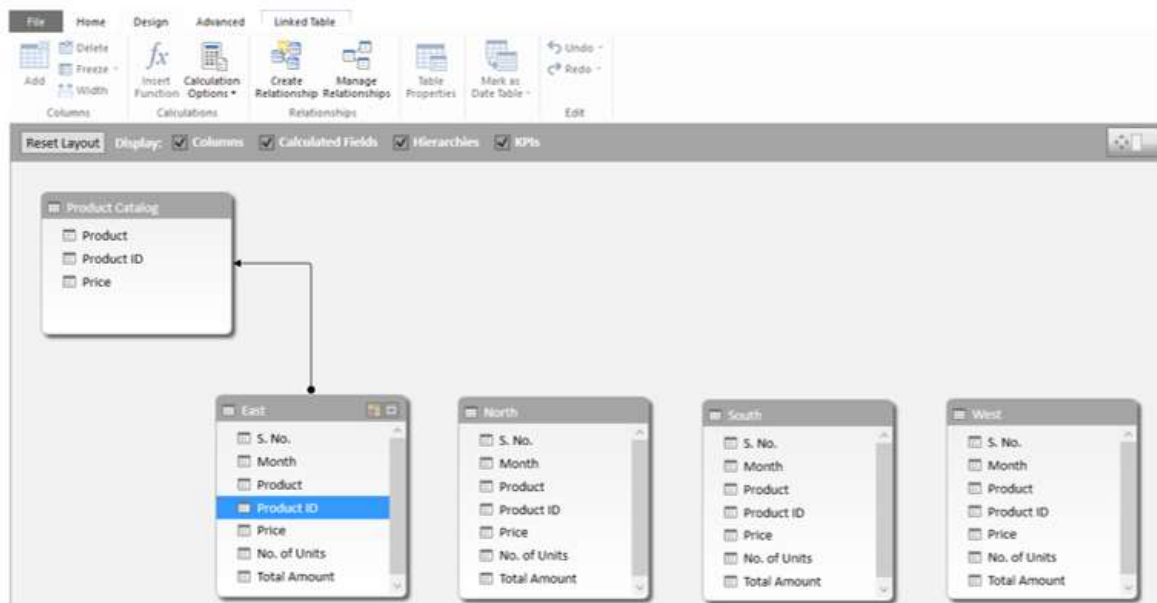 File Home Design Advanced Linked Table
Delete
Freeze
Width
Add
Columns
fx
Insert Function
Calculation Options
Calculations
Create Relationship
Manage Relationships
Relationships
Table Properties
Mark as Date Table
Undo
Redo
Edit
Reset Layout Display: Columns Calculated Fields Hierarchies KPIs
Product Catalog
Product
Product ID
Price
East
S. No.
Month
Product
Product ID
Price
No. of Units
Total Amount
North
S. No.
Month
Product
Product ID
Price
No. of Units
Total Amount
South
S. No.
Month
Product
Product ID
Price
No. of Units
Total Amount
West
S. No.
Month
Product
Product ID
Price
No. of Units
Total Amount